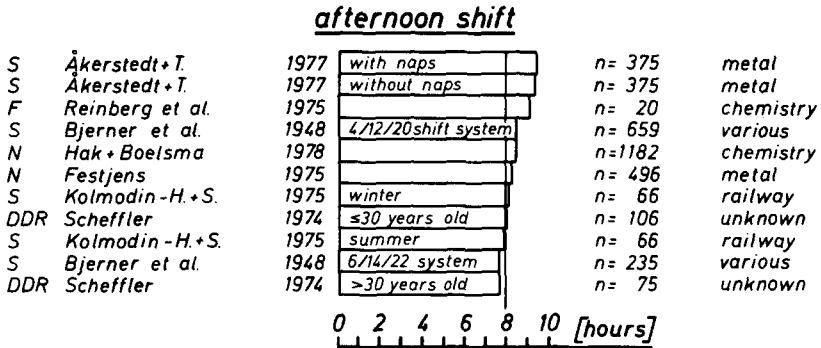 afternoon shift
S Åkerstedt+T. 1977 with naps n= 375 metal
S Åkerstedt+T. 1977 without naps n= 375 metal
F Reinberg et al. 1975 n= 20 chemistry
S Bjerner et al. 1948 4/12/20 shift system n= 659 various
N Hak+Boelsma 1978 n=1182 chemistry
N Festjens 1975 n= 496 metal
S Kolmodin-H.+S. 1975 winter n= 66 railway
DDR Scheffler 1974 ≤30 years old n= 106 unknown
S Kolmodin-H.+S. 1975 summer n= 66 railway
S Bjerner et al. 1948 6/14/22 system n= 235 various
DDR Scheffler 1974 >30 years old n= 75 unknown
0 2 4 6 8 10 [hours]